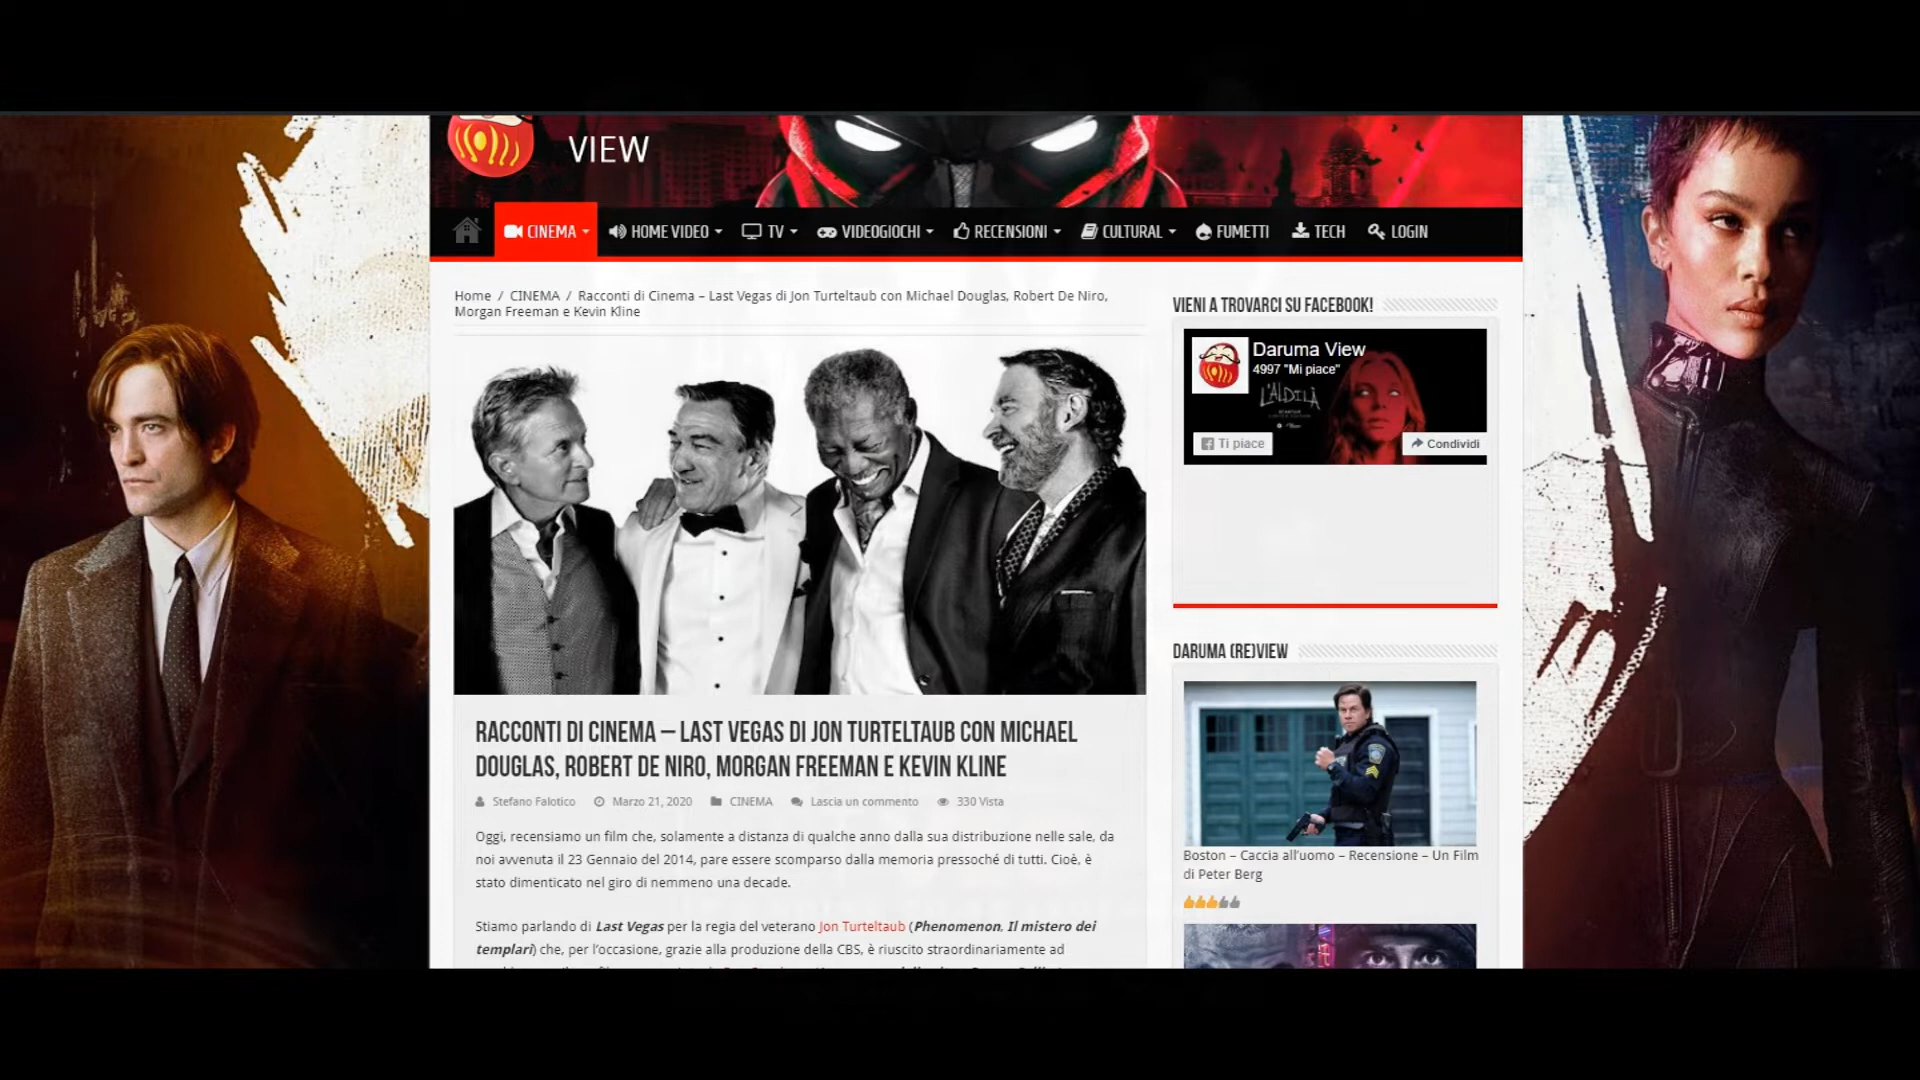 VIEW
CINEMA
HOME VIDEO
TV
VIDEOGIOCHI
RECENSIONI
CULTURAL
FUMETTI
TECH
LOGIN
Home / CINEMA / Racconti di Cinema – Last Vegas di Jon Turteltaub con Michael Douglas, Robert De Niro,
Morgan Freeman e Kevin Kline
RACCONTI DI CINEMA – LAST VEGAS DI JON TURTELTAUB CON MICHAEL
DOUGLAS, ROBERT DE NIRO, MORGAN FREEMAN E KEVIN KLINE
Stefano Falotico Marzo 21, 2020 CINEMA Lascia un commento 330 Vista
Oggi, recensiamo un film che, solamente a distanza di qualche anno dalla sua distribuzione nelle sale, da
noi avvenuta il 23 Gennaio del 2014, pare essere scomparso dalla memoria pressoché di tutti. Cioè, è
stato dimenticato nel giro di nemmeno una decade.
Stiamo parlando di Last Vegas per la regia del veterano Jon Turteltaub (Phenomenon, Il mistero dei
templari) che, per l'occasione, grazie alla produzione della CBS, è riuscito straordinariamente ad
VIENI A TROVARCI SU FACEBOOK!
Daruma View
4997 "Mi piace"
L'ALDILÀ
Ti piace
Condividi
DARUMA (RE)VIEW
Boston – Caccia all'uomo – Recensione – Un Film
di Peter Berg